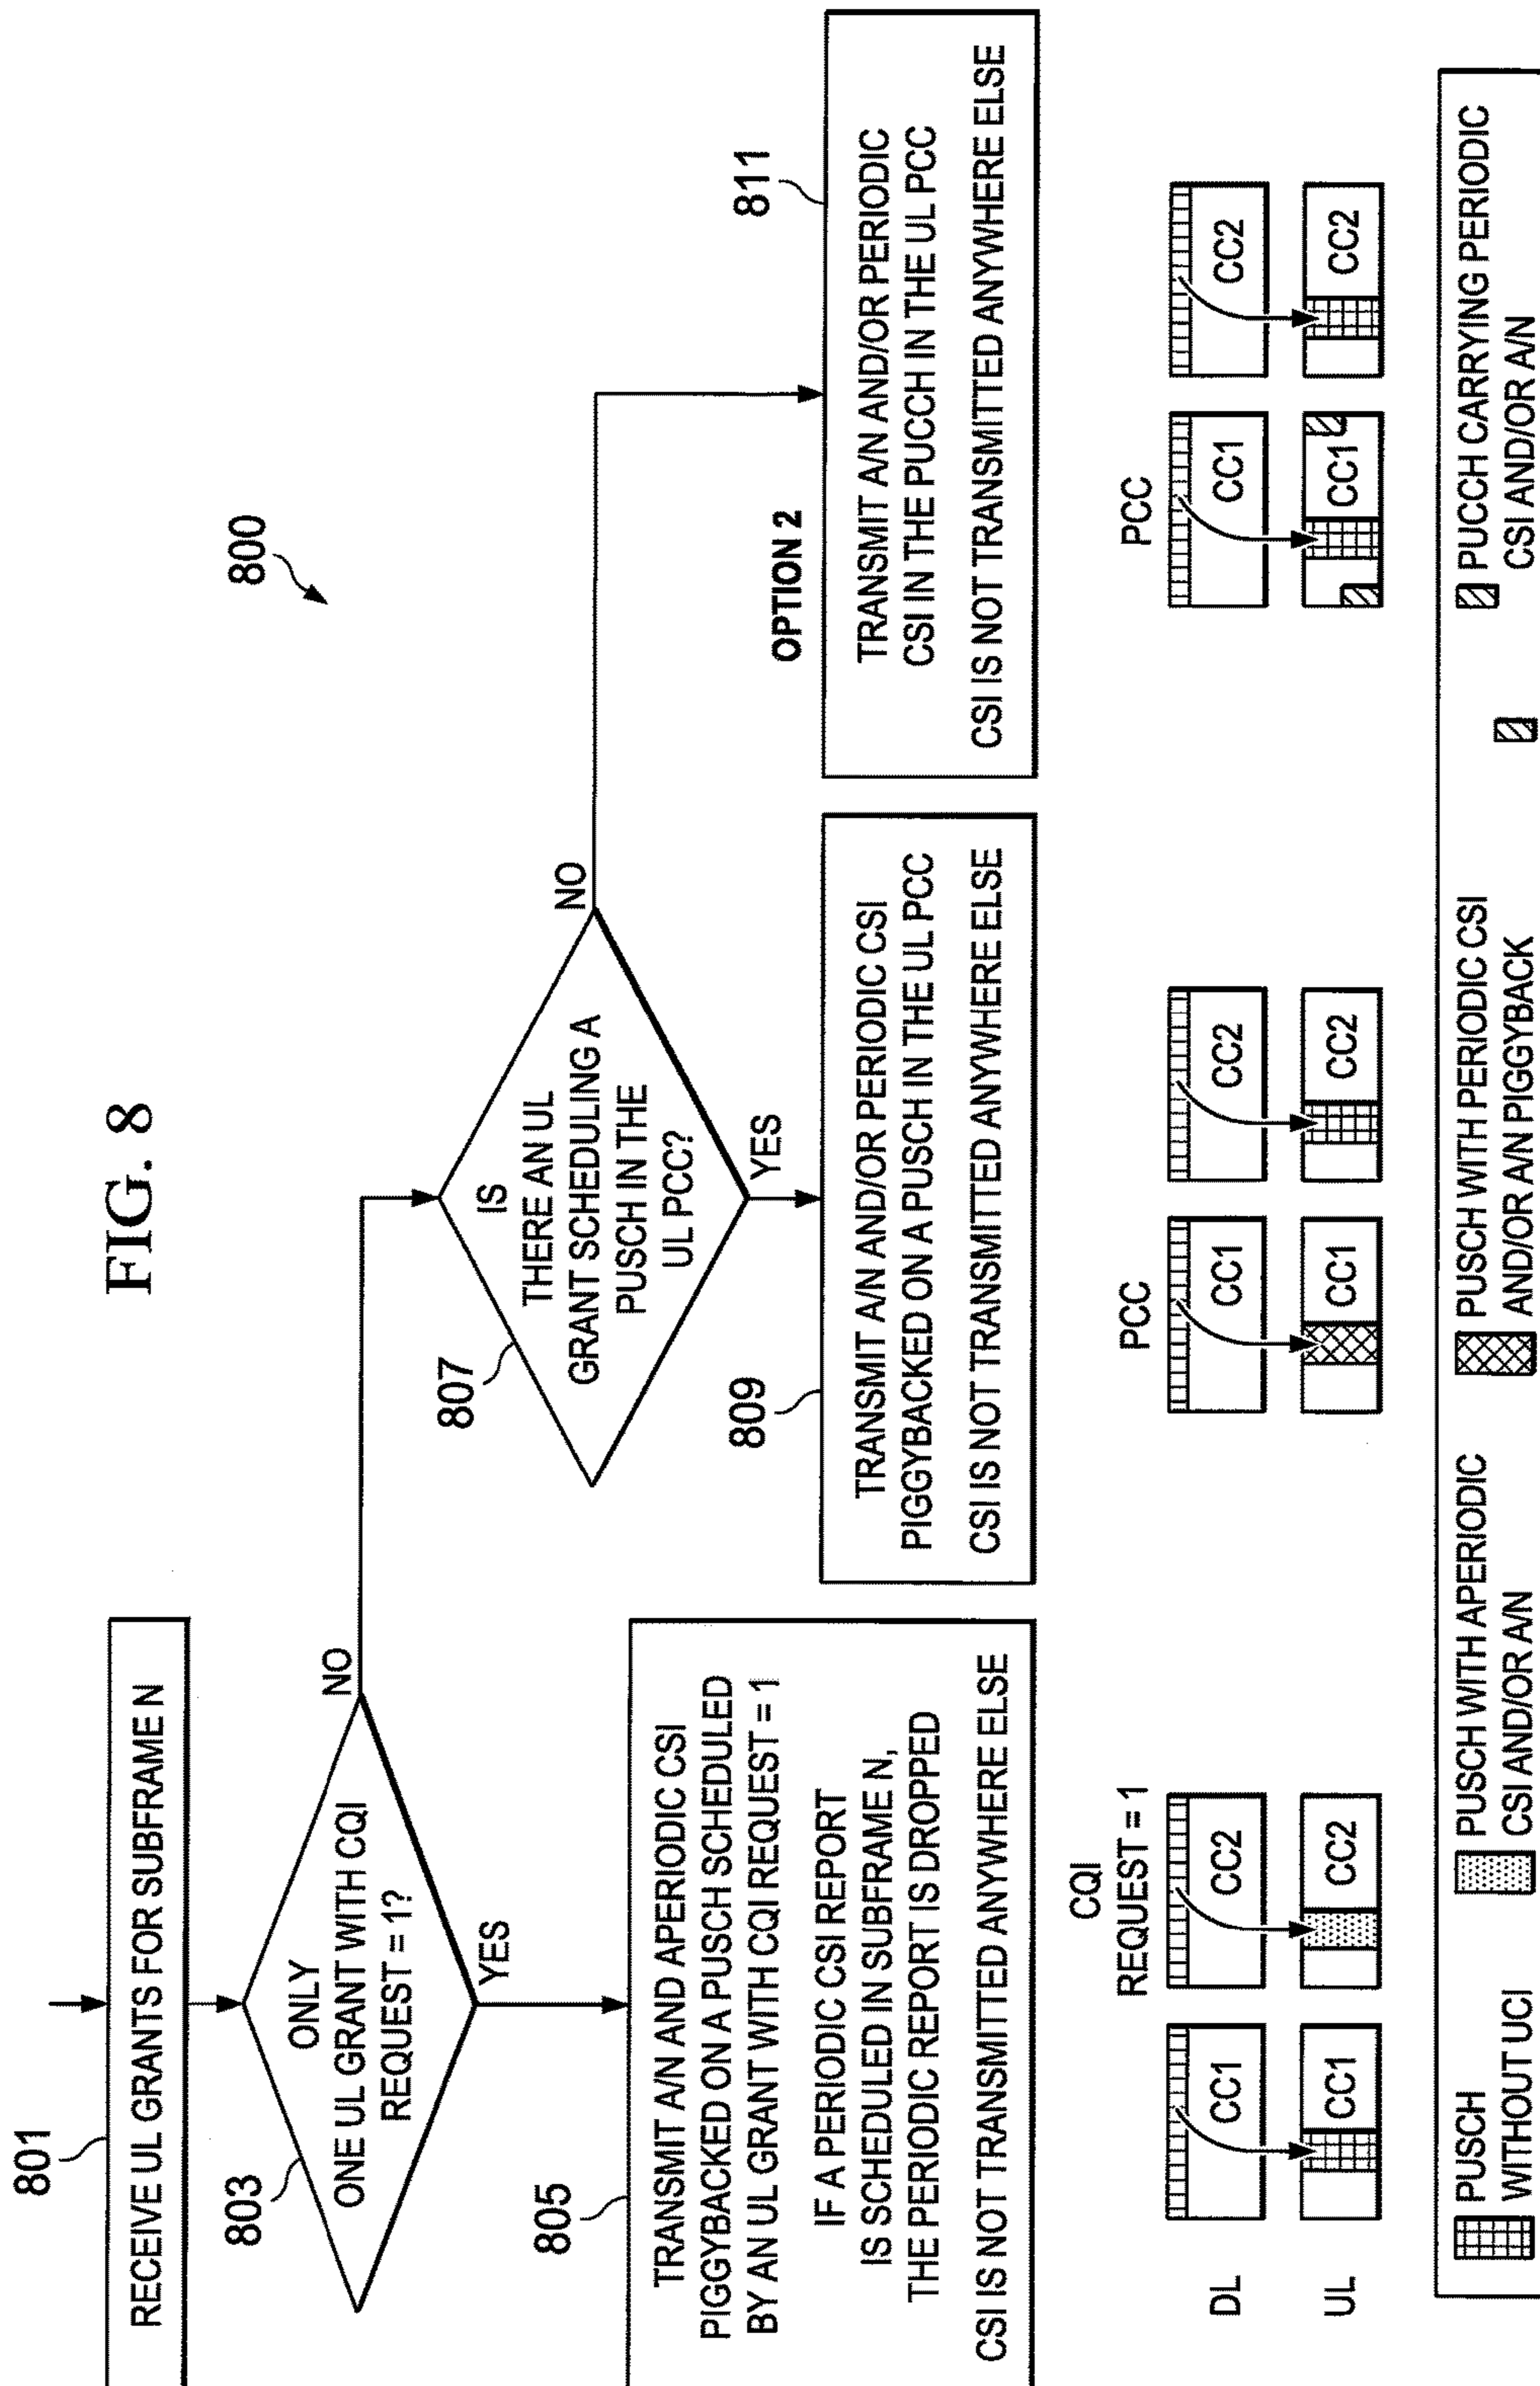 FIG. 8
800
801
RECEIVE UL GRANTS FOR SUBFRAME N
803
ONLY
ONE UL GRANT WITH CQI
REQUEST = 1?
NO
YES
805
TRANSMIT A/N AND APERIODIC CSI
PIGGYBACKED ON A PUSCH SCHEDULED
BY AN UL GRANT WITH CQI REQUEST = 1
IF A PERIODIC CSI REPORT
IS SCHEDULED IN SUBFRAME N,
THE PERIODIC REPORT IS DROPPED
CSI IS NOT TRANSMITTED ANYWHERE ELSE
807
IS
THERE AN UL
GRANT SCHEDULING A
PUSCH IN THE
UL PCC?
NO
YES
809
TRANSMIT A/N AND/OR PERIODIC CSI
PIGGYBACKED ON A PUSCH IN THE UL PCC
CSI IS NOT TRANSMITTED ANYWHERE ELSE
OPTION 2
811
TRANSMIT A/N AND/OR PERIODIC
CSI IN THE PUCCH IN THE UL PCC
CSI IS NOT TRANSMITTED ANYWHERE ELSE
CQI
REQUEST = 1
DL
CC1
CC2
UL
CC1
CC2
PCC
CC1
CC2
CC1
CC2
PCC
CC1
CC2
CC1
CC2
PUSCH
WITHOUT UCI
PUSCH WITH APERIODIC
CSI AND/OR A/N
PUSCH WITH PERIODIC CSI
AND/OR A/N PIGGYBACK
PUCCH CARRYING PERIODIC
CSI AND/OR A/N